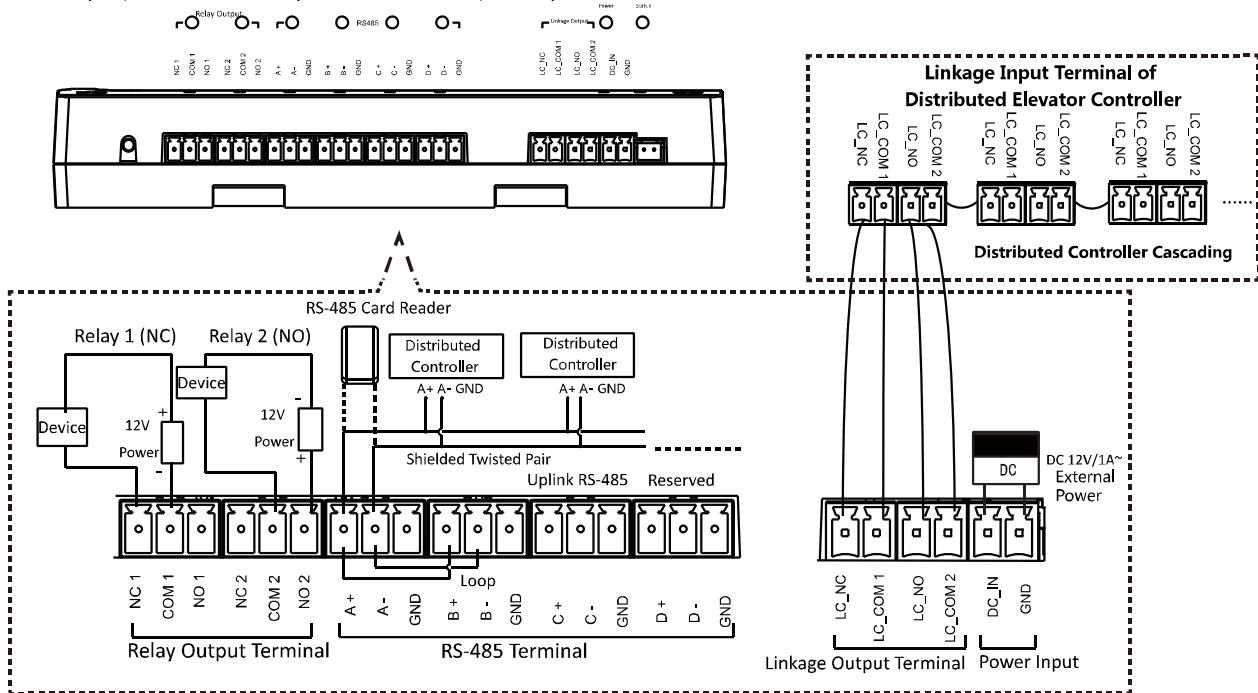 Power Status
Relay Output
RS485
Linkage Output
NC 1 COM 1 NO 1 NC 2 COM 2 NO 2 A + A - GND B + B - GND C + C - GND D + D - GND
LC_NC LC_COM 1 LC_NO LC_COM 2 DC_IN GND
Linkage Input Terminal of
Distributed Elevator Controller
LC_NC LC_COM 1 LC_NO LC_COM 2 LC_NC LC_COM 1 LC_NO LC_COM 2 LC_NC LC_COM 1 LC_NO LC_COM 2
......
Distributed Controller Cascading
RS-485 Card Reader
Relay 1 (NC)
Relay 2 (NO)
Distributed
Controller
A+ A- GND
Distributed
Controller
A+ A- GND
Device
-
12V
Power
+
Device
+
12V
Power
-
Shielded Twisted Pair
Uplink RS-485
Reserved
DC
DC 12V/1A~
External
Power
Loop
NC 1 COM 1 NO 1 NC 2 COM 2 NO 2 A + A - GND B + B - GND C + C - GND D + D - GND
Relay Output Terminal
RS-485 Terminal
LC_NC LC_COM 1 LC_NO LC_COM 2 DC_IN GND
Linkage Output Terminal
Power Input